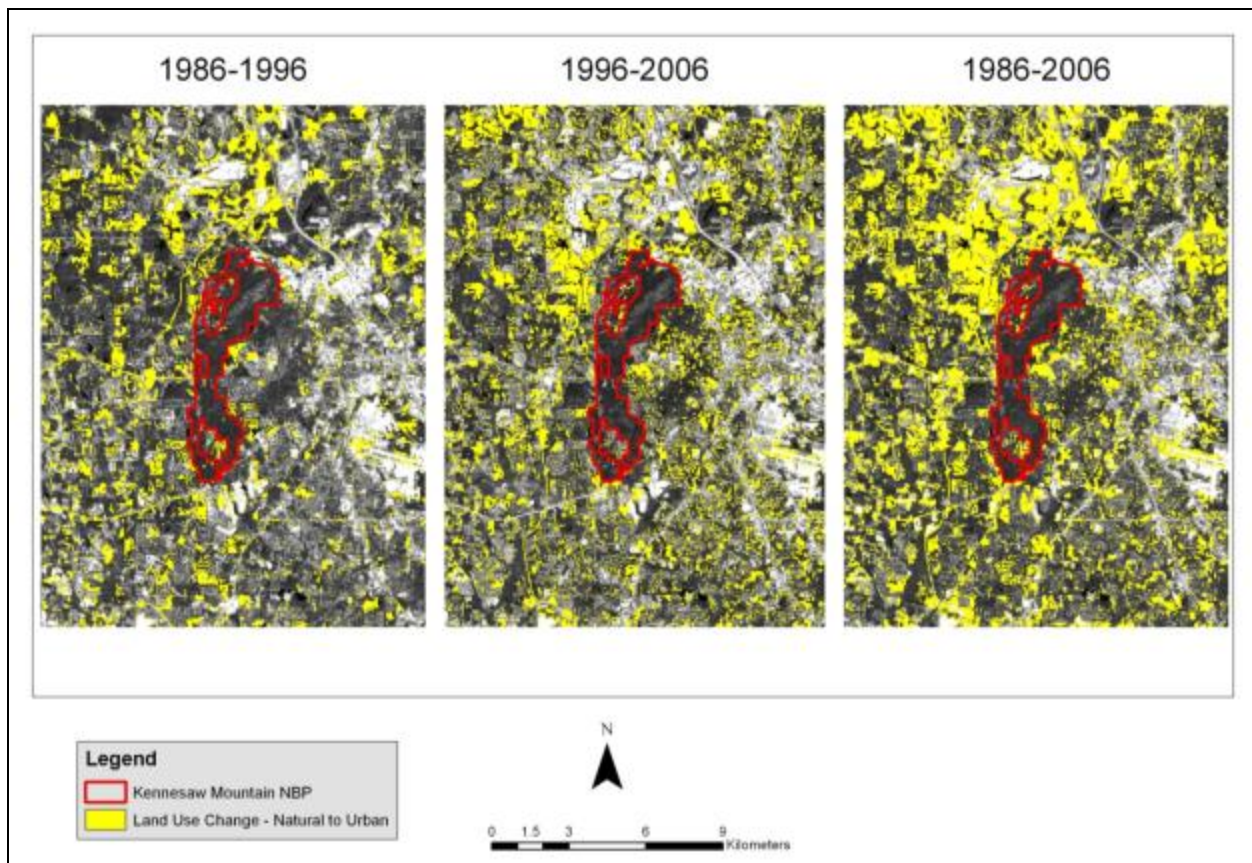 1986-1996
1996-2006
1986-2006
N
Legend
Kennesaw Mountain NBP
Land Use Change - Natural to Urban
0 1.5 3 6 9
Kilometers